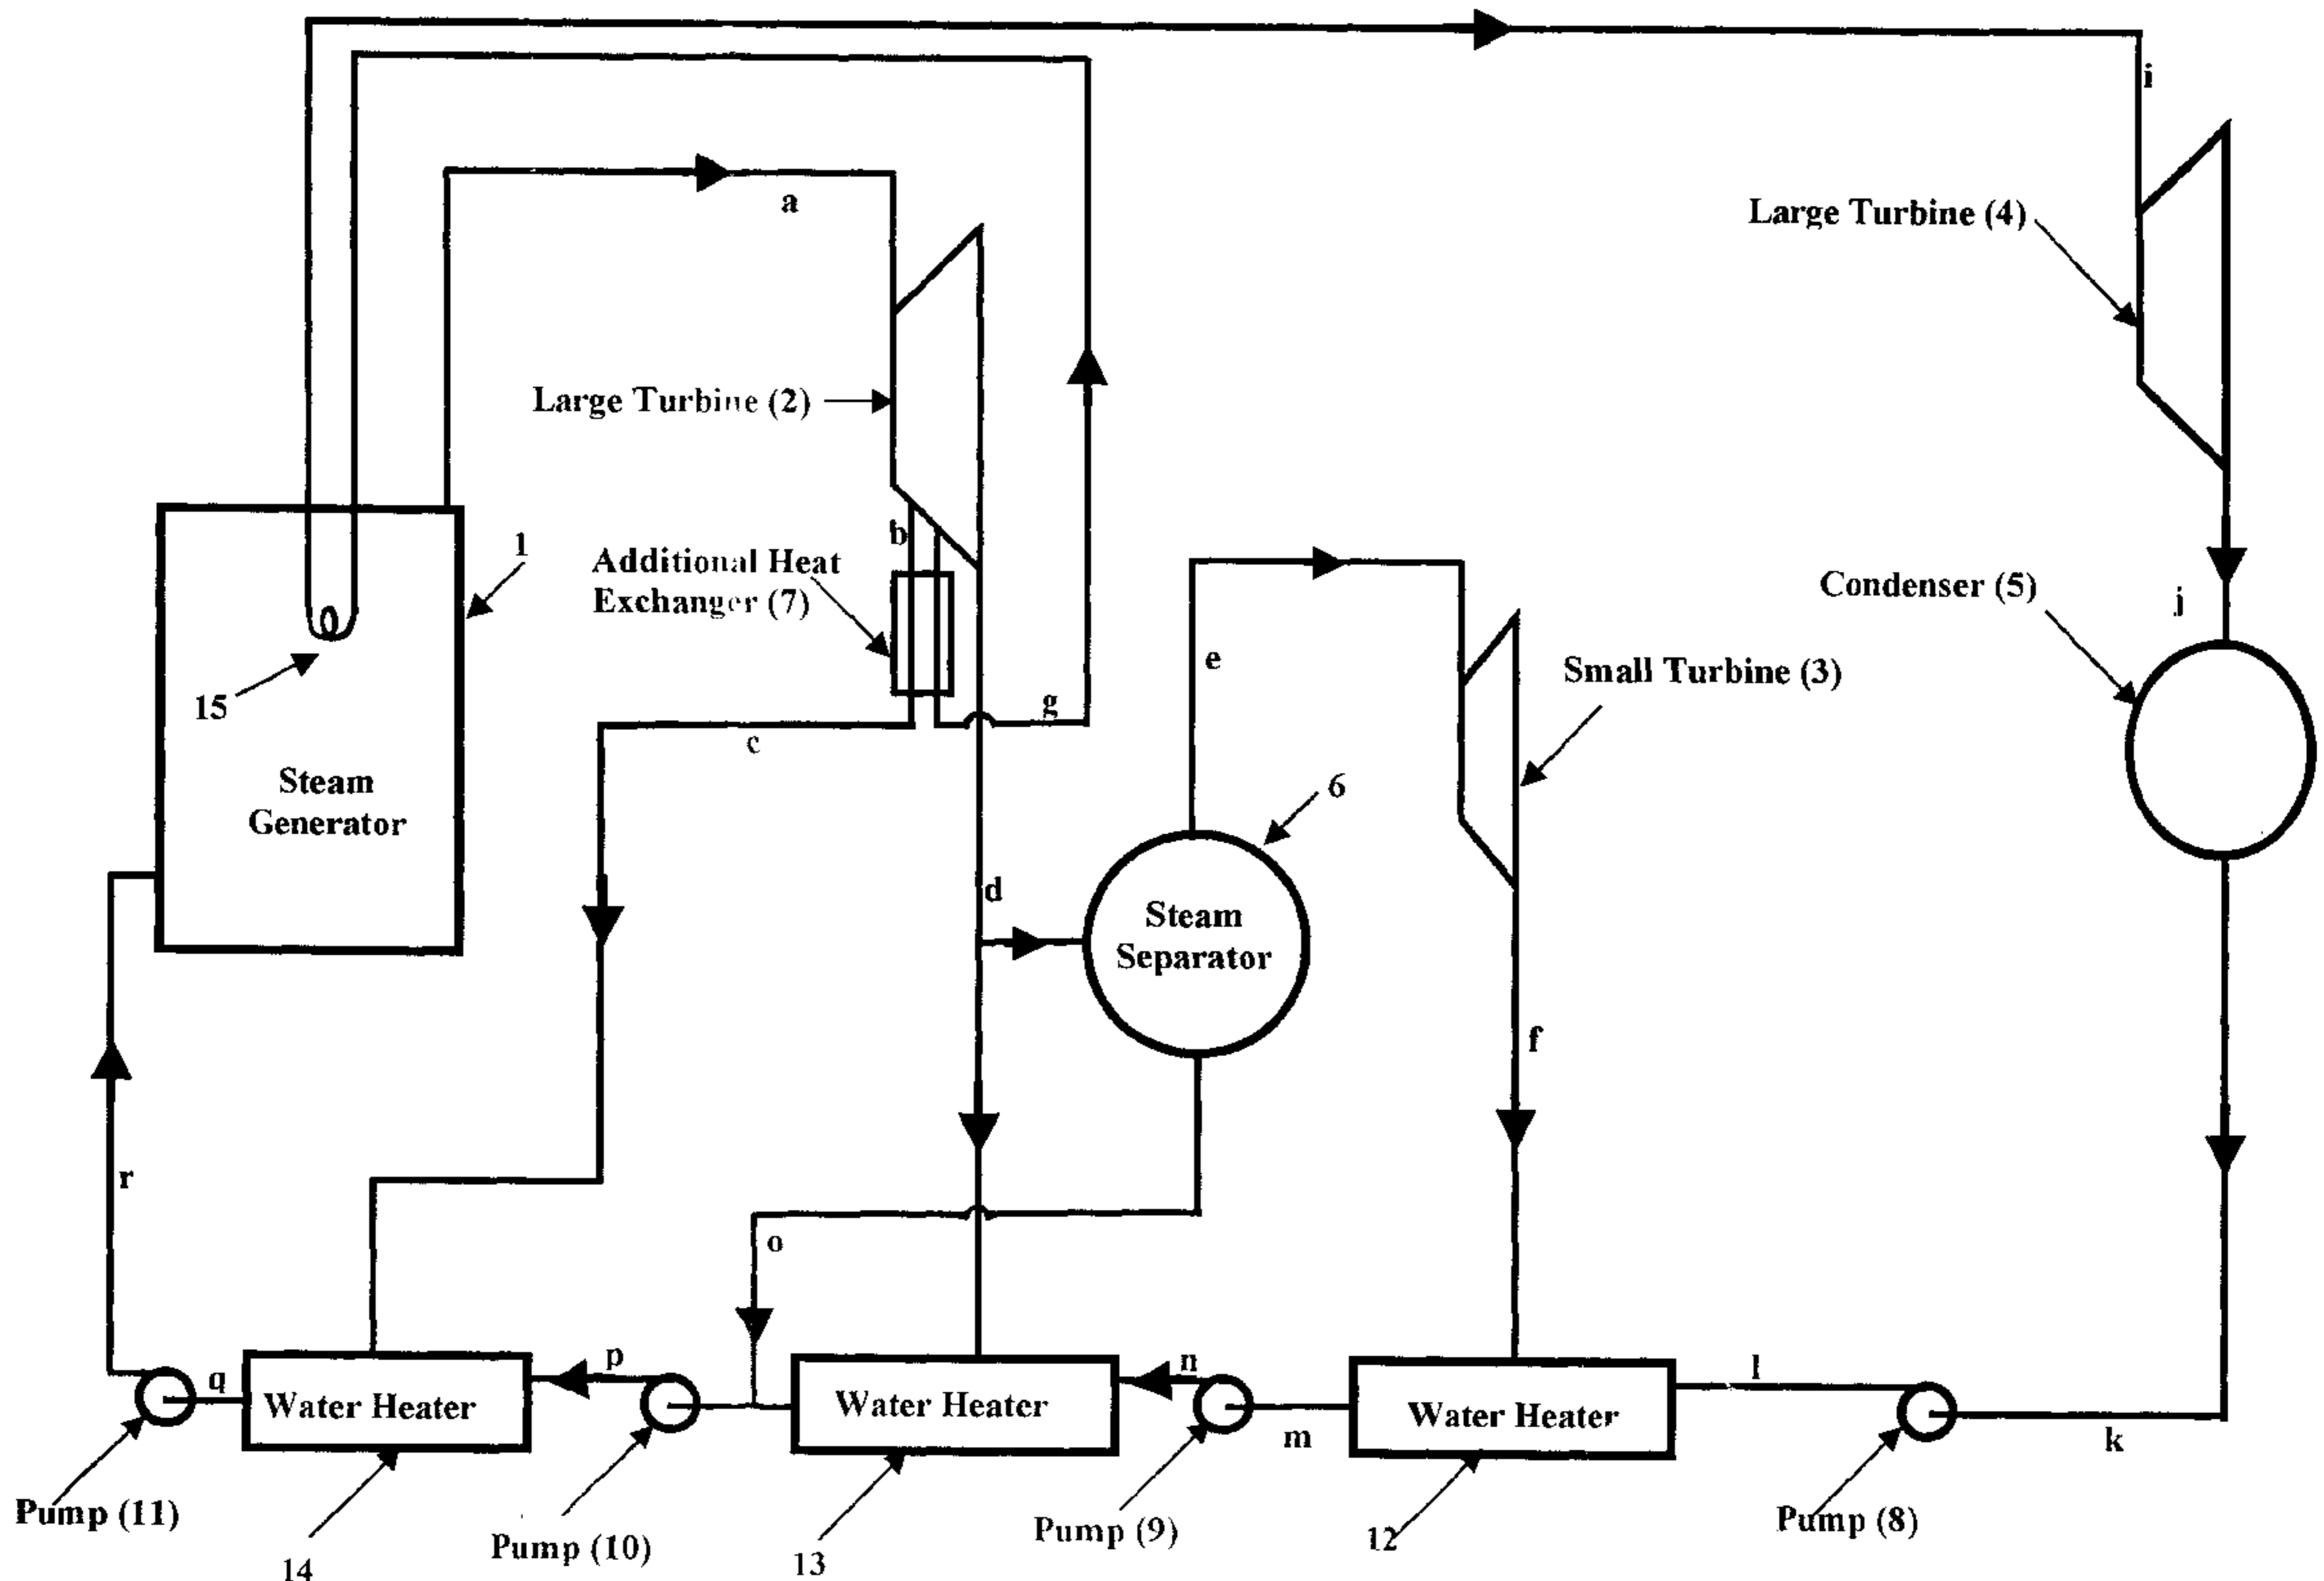 i
a
Large Turbine (4)
Large Turbine (2)
b
1
Additional Heat
Exchanger (7)
Condenser (5)
j
e
Small Turbine (3)
15
g
c
Steam
Generator
6
d
Steam
Separator
f
r
o
p
n
l
q
Water Heater
Water Heater
Water Heater
m
k
Pump (11)
Pump (10)
Pump (9)
Pump (8)
14
13
12